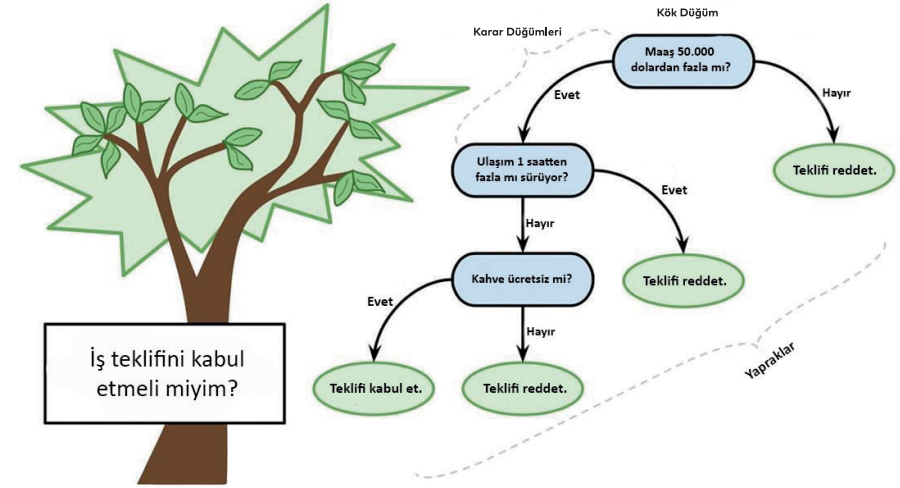 Kök Düğüm
Karar Düğümleri
Maaş 50.000
dolardan fazla mı?
Evet
Hayır
Ulaşım 1 saatten
fazla mı sürüyor?
Teklifi reddet.
Evet
Hayır
Kahve ücretsiz mi?
Teklifi reddet.
Evet
Hayır
İş teklifini kabul
etmeli miyim?
Teklifi kabul et.
Teklifi reddet.
Yapraklar